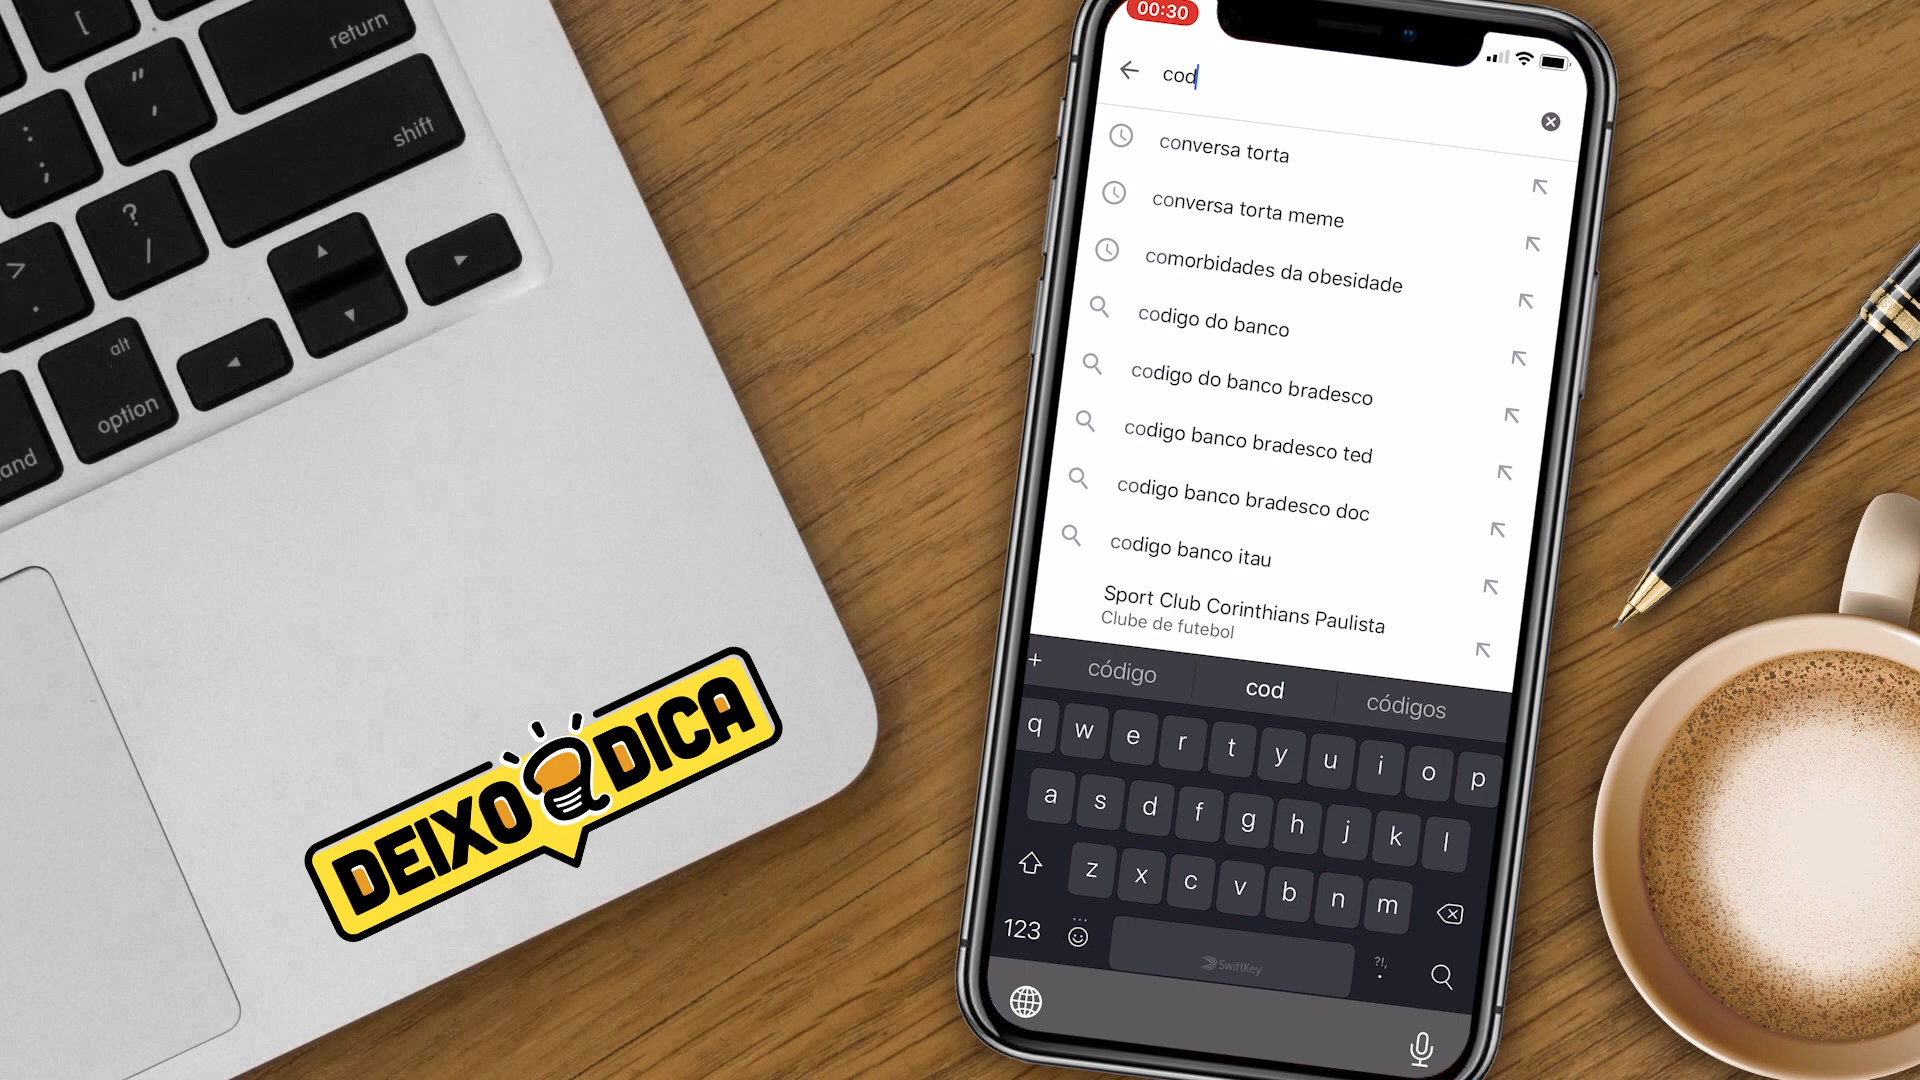 [
return
"
,
shift
:
;
?
/
>
.
alt
option
and
DEIXO DICA
00:30
cod
conversa torta
conversa torta meme
comorbidades da obesidade
codigo do banco
codigo do banco bradesco
codigo banco bradesco ted
codigo banco bradesco doc
codigo banco itau
Sport Club Corinthians Paulista
Clube de futebol
+ código cod códigos
q w e r t y u i o p
a s d f g h j k l
z x c v b n m
123 SwiftKey ?!, .